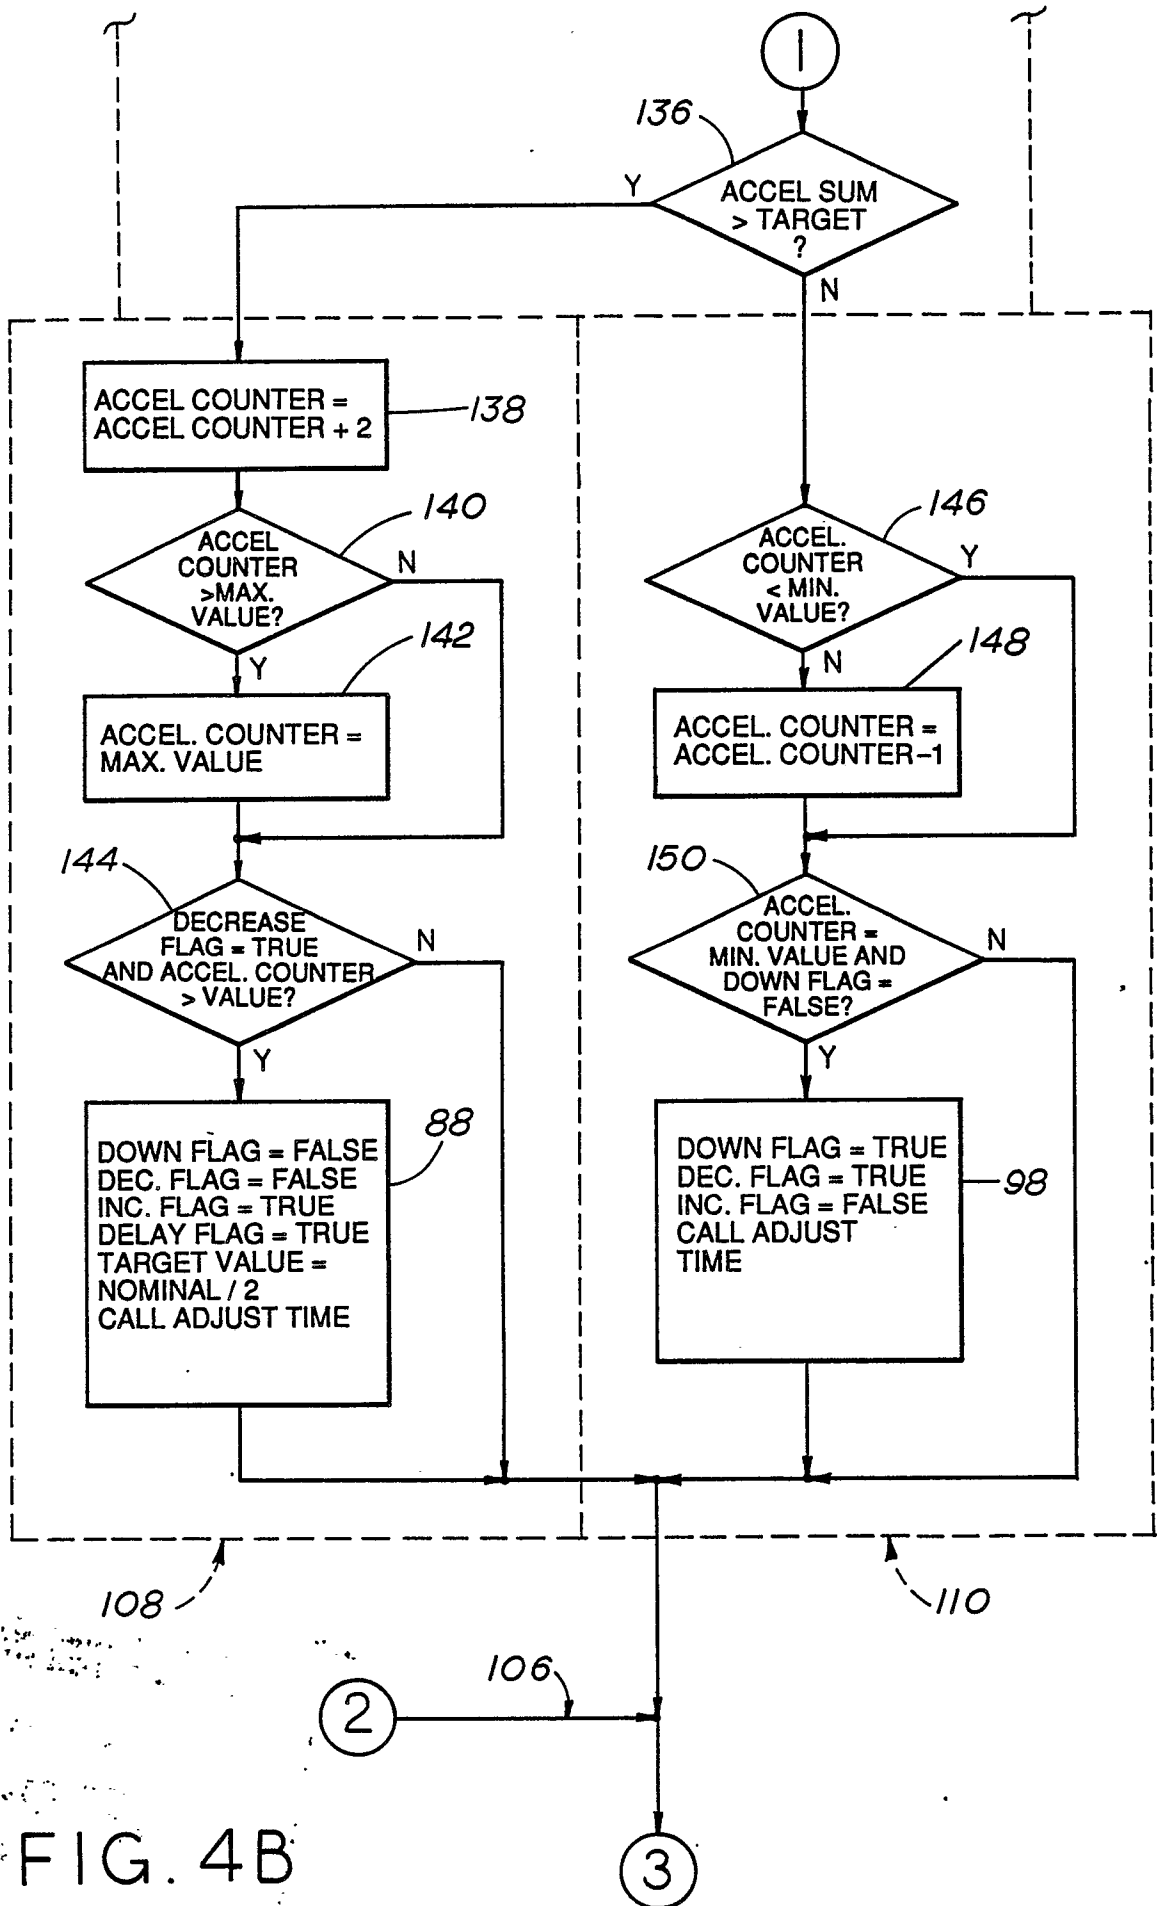 1
136
Y
ACCEL SUM
> TARGET
?
N
ACCEL COUNTER =
ACCEL COUNTER + 2
138
140
ACCEL
COUNTER
>MAX.
VALUE?
N
Y
142
ACCEL. COUNTER =
MAX. VALUE
144
DECREASE
FLAG = TRUE
AND ACCEL. COUNTER
> VALUE?
N
Y
88
DOWN FLAG = FALSE
DEC. FLAG = FALSE
INC. FLAG = TRUE
DELAY FLAG = TRUE
TARGET VALUE =
NOMINAL / 2
CALL ADJUST TIME
146
ACCEL.
COUNTER
< MIN.
VALUE?
Y
N
148
ACCEL. COUNTER =
ACCEL. COUNTER-1
150
ACCEL.
COUNTER =
MIN. VALUE AND
DOWN FLAG =
FALSE?
N
Y
DOWN FLAG = TRUE
DEC. FLAG = TRUE
INC. FLAG = FALSE
CALL ADJUST
TIME
98
108
110
106
2
3
FIG. 4B